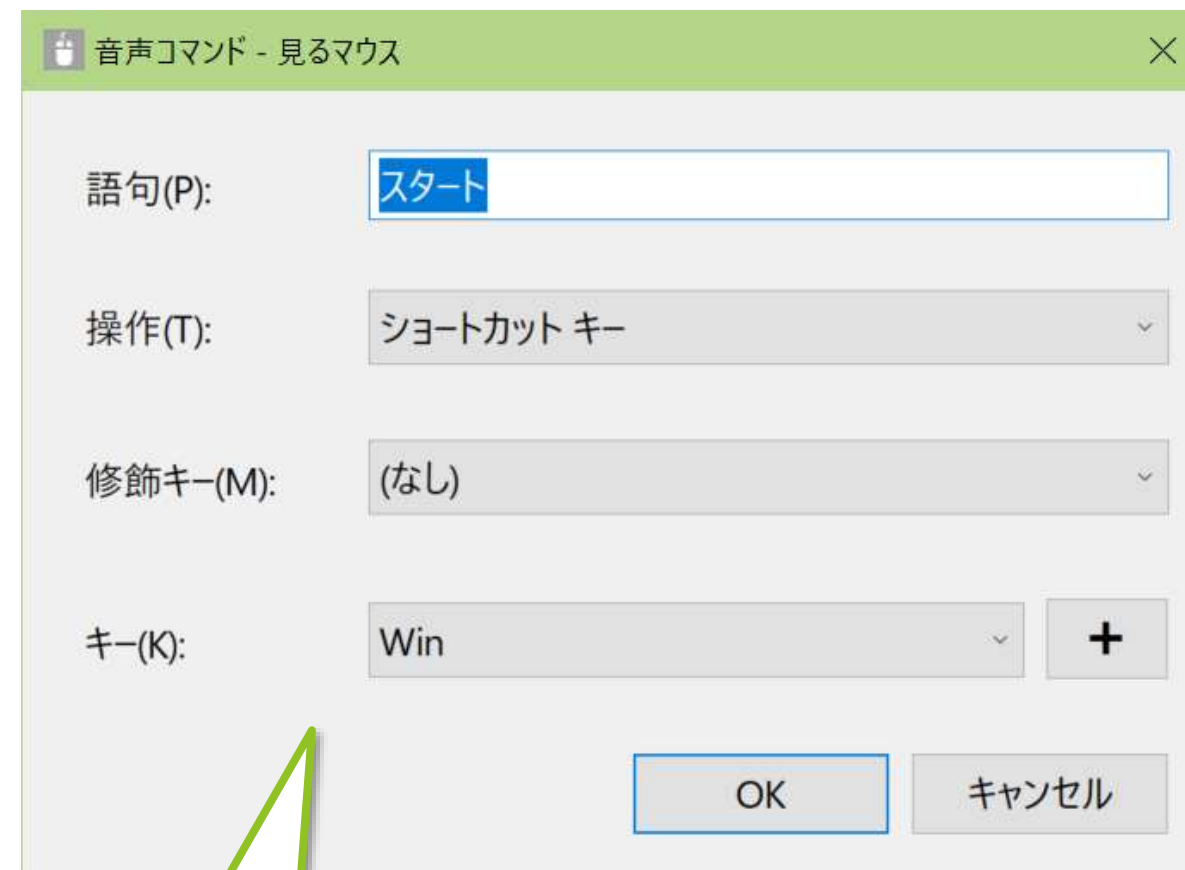 音声コマンド - 見るマウス
語句(P): スタート
操作(T): ショートカット キー
修飾キー(M): (なし)
キー(K): Win +
OK キャンセル